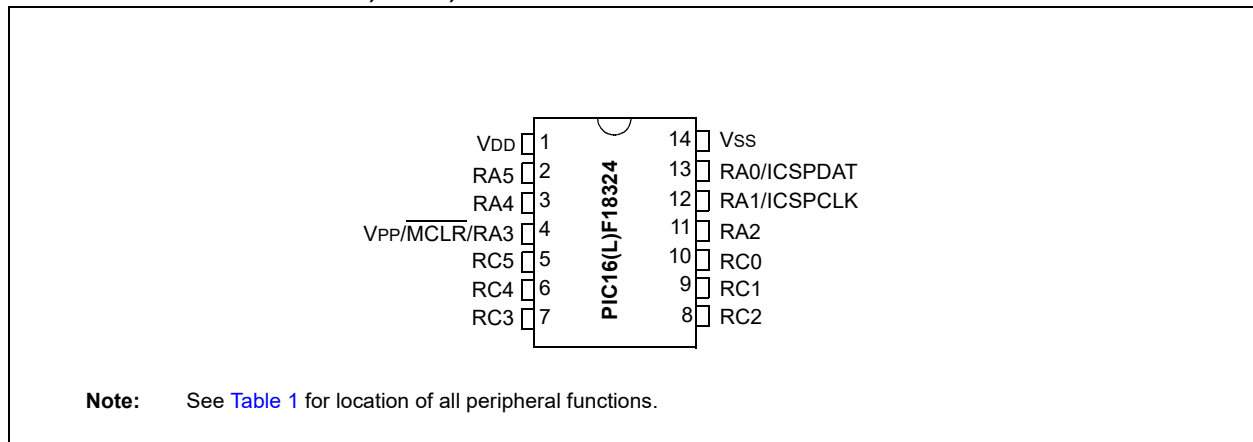 VDD 1 14 VSS
RA5 2 13 RA0/ICSPDAT
RA4 3 12 RA1/ICSPCLK
VPP/MCLR/RA3 4 11 RA2
RC5 5 10 RC0
RC4 6 9 RC1
RC3 7 8 RC2
PIC16(L)F18324
Note: See Table 1 for location of all peripheral functions.